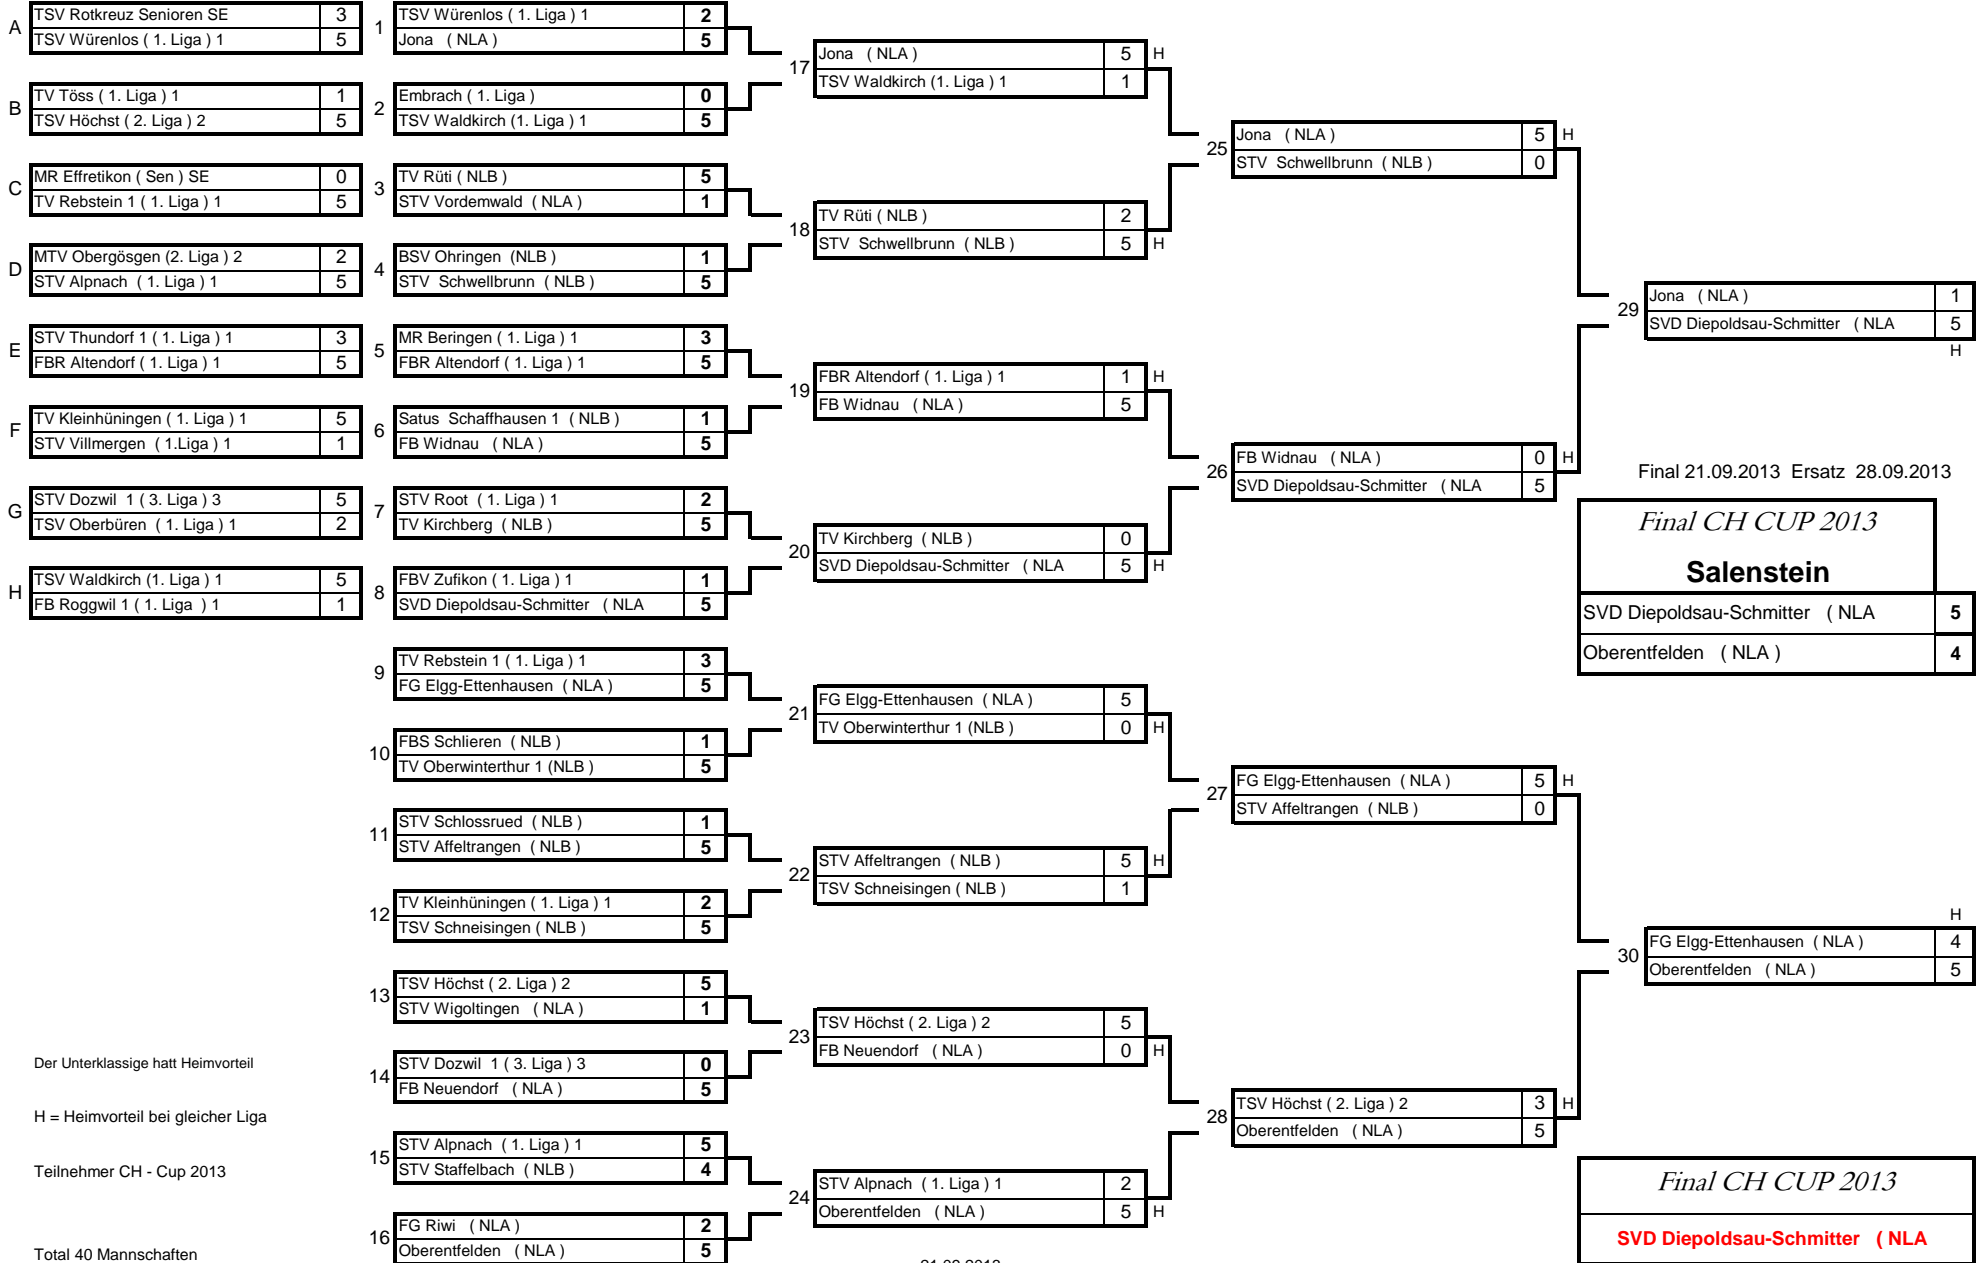 A
TSV Rotkreuz Senioren SE 3
TSV Würenlos ( 1. Liga ) 1 5
B
TV Töss ( 1. Liga ) 1 1
TSV Höchst ( 2. Liga ) 2 5
C
MR Effretikon ( Sen ) SE 0
TV Rebstein 1 ( 1. Liga ) 1 5
D
MTV Obergösgen (2. Liga ) 2 2
STV Alpnach ( 1. Liga ) 1 5
E
STV Thundorf 1 ( 1. Liga ) 1 3
FBR Altendorf ( 1. Liga ) 1 5
F
TV Kleinhüningen ( 1. Liga ) 1 5
STV Villmergen ( 1.Liga ) 1 1
G
STV Dozwil 1 ( 3. Liga ) 3 5
TSV Oberbüren ( 1. Liga ) 1 2
H
TSV Waldkirch (1. Liga ) 1 5
FB Roggwil 1 ( 1. Liga ) 1 1
1
TSV Würenlos ( 1. Liga ) 1 2
Jona ( NLA ) 5
2
Embrach ( 1. Liga ) 0
TSV Waldkirch (1. Liga ) 1 5
3
TV Rüti ( NLB ) 5
STV Vordemwald ( NLA ) 1
4
BSV Ohringen (NLB ) 1
STV Schwellbrunn ( NLB ) 5
5
MR Beringen ( 1. Liga ) 1 3
FBR Altendorf ( 1. Liga ) 1 5
6
Satus Schaffhausen 1 ( NLB ) 1
FB Widnau ( NLA ) 5
7
STV Root ( 1. Liga ) 1 2
TV Kirchberg ( NLB ) 5
8
FBV Zufikon ( 1. Liga ) 1 1
SVD Diepoldsau-Schmitter ( NLA 5
9
TV Rebstein 1 ( 1. Liga ) 1 3
FG Elgg-Ettenhausen ( NLA ) 5
10
FBS Schlieren ( NLB ) 1
TV Oberwinterthur 1 (NLB ) 5
11
STV Schlossrued ( NLB ) 1
STV Affeltrangen ( NLB ) 5
12
TV Kleinhüningen ( 1. Liga ) 1 2
TSV Schneisingen ( NLB ) 5
13
TSV Höchst ( 2. Liga ) 2 5
STV Wigoltingen ( NLA ) 1
14
STV Dozwil 1 ( 3. Liga ) 3 0
FB Neuendorf ( NLA ) 5
15
STV Alpnach ( 1. Liga ) 1 5
STV Staffelbach ( NLB ) 4
16
FG Riwi ( NLA ) 2
Oberentfelden ( NLA ) 5
17
Jona ( NLA ) 5 H
TSV Waldkirch (1. Liga ) 1 1
18
TV Rüti ( NLB ) 2
STV Schwellbrunn ( NLB ) 5 H
19
FBR Altendorf ( 1. Liga ) 1 1 H
FB Widnau ( NLA ) 5
20
TV Kirchberg ( NLB ) 0
SVD Diepoldsau-Schmitter ( NLA 5 H
21
FG Elgg-Ettenhausen ( NLA ) 5
TV Oberwinterthur 1 (NLB ) 0 H
22
STV Affeltrangen ( NLB ) 5 H
TSV Schneisingen ( NLB ) 1
23
TSV Höchst ( 2. Liga ) 2 5
FB Neuendorf ( NLA ) 0 H
24
STV Alpnach ( 1. Liga ) 1 2
Oberentfelden ( NLA ) 5 H
25
Jona ( NLA ) 5 H
STV Schwellbrunn ( NLB ) 0
26
FB Widnau ( NLA ) 0 H
SVD Diepoldsau-Schmitter ( NLA 5
27
FG Elgg-Ettenhausen ( NLA ) 5 H
STV Affeltrangen ( NLB ) 0
28
TSV Höchst ( 2. Liga ) 2 3 H
Oberentfelden ( NLA ) 5
29
Jona ( NLA ) 1
SVD Diepoldsau-Schmitter ( NLA 5
H
Final 21.09.2013 Ersatz 28.09.2013
Final CH CUP 2013
Salenstein
SVD Diepoldsau-Schmitter ( NLA 5
Oberentfelden ( NLA ) 4
H
30
FG Elgg-Ettenhausen ( NLA ) 4
Oberentfelden ( NLA ) 5
Final CH CUP 2013
SVD Diepoldsau-Schmitter ( NLA
Der Unterklassige hatt Heimvorteil
H = Heimvorteil bei gleicher Liga
Teilnehmer CH - Cup 2013
Total 40 Mannschaften